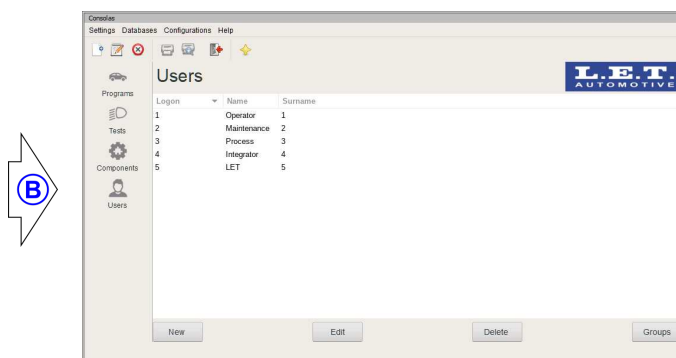 Consolas
Settings Databases Configurations Help
Users
L.E.T.
AUTOMOTIVE
Programs
Tests
Components
Users
Logon Name Surname
1 Operator 1
2 Maintenance 2
3 Process 3
4 Integrator 4
5 LET 5
B
New Edit Delete Groups